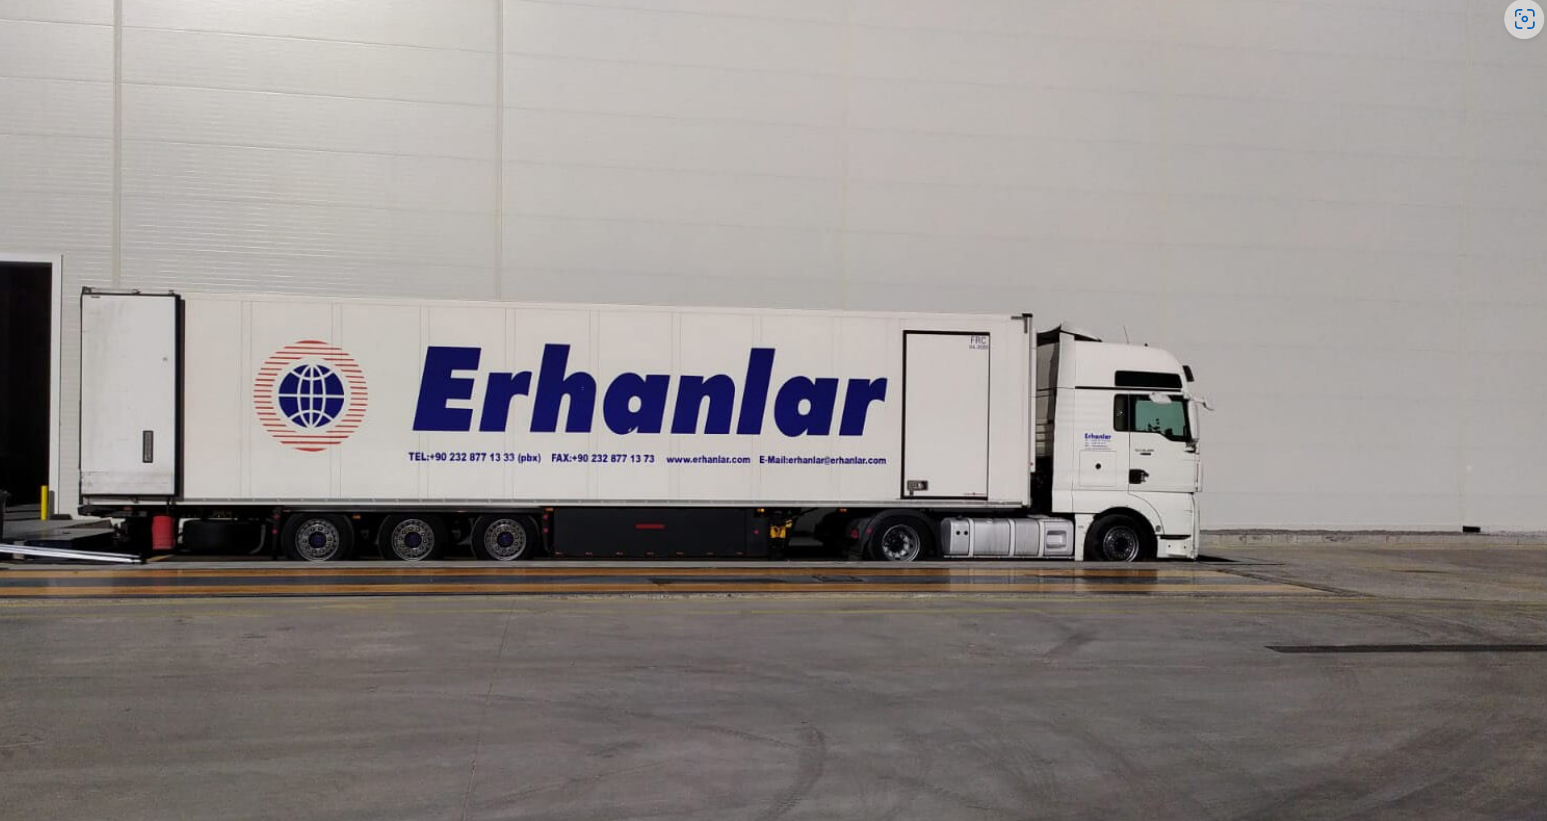 Erhanlar
TEL:+90 232 877 13 33 (pbx) FAX:+90 232 877 13 73 www.erhanlar.com E-Mail:erhanlar@erhanlar.com
FRC
Erhanlar